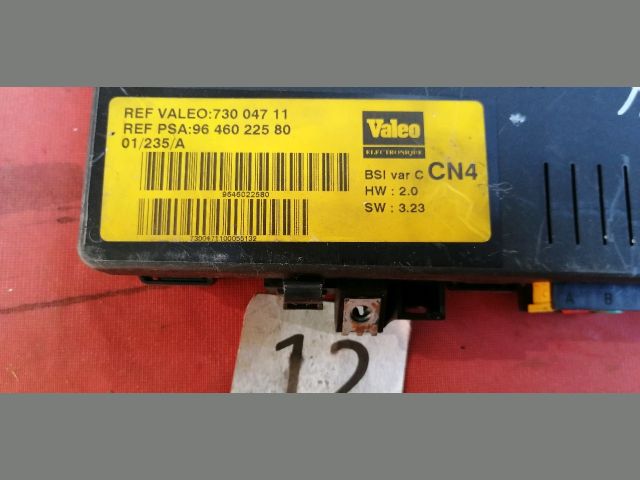 REF VALEO:730 047 11
REF PSA:96 460 225 80
01/235/A
Valeo
ELECTRONIQUE
9646022580
BSI var C CN4
HW : 2.0
SW : 3.23
7300471100055132
A B
12